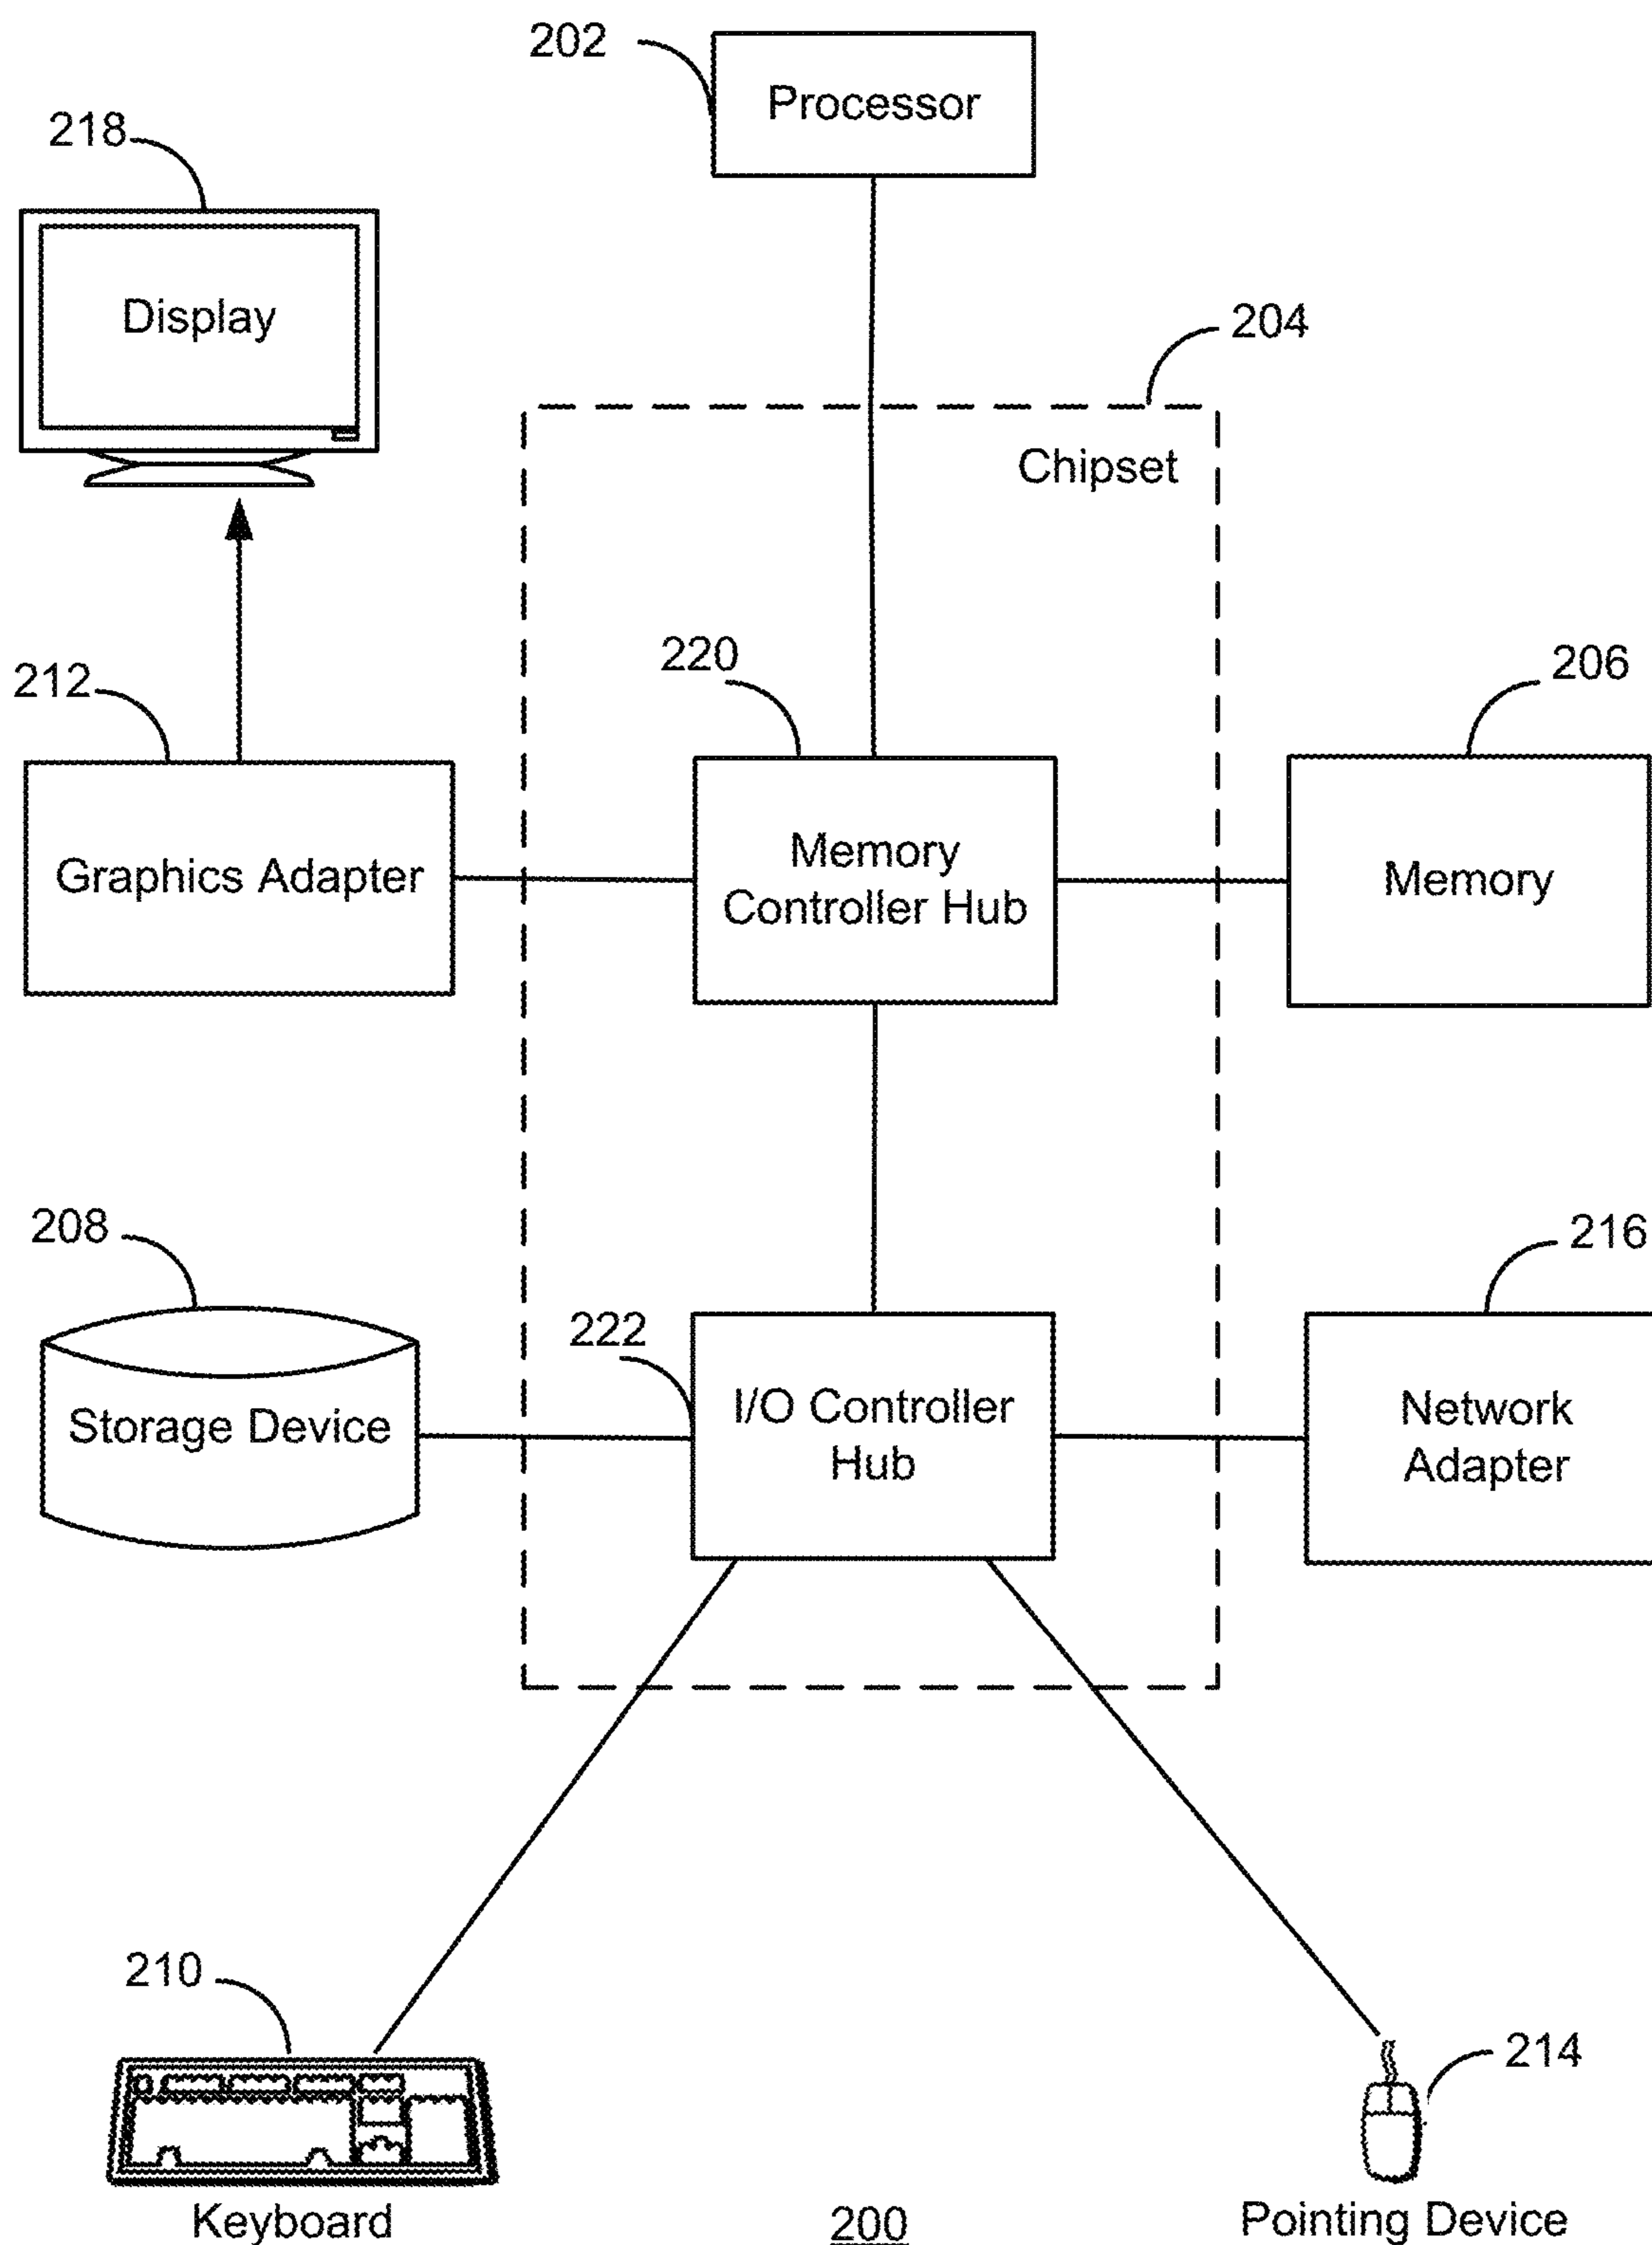 202
Processor
218
Display
204
Chipset
220
206
212
Memory
Controller Hub
Graphics Adapter
Memory
208
216
222
I/O Controller
Hub
Storage Device
Network
Adapter
210
214
Keyboard
200
Pointing Device